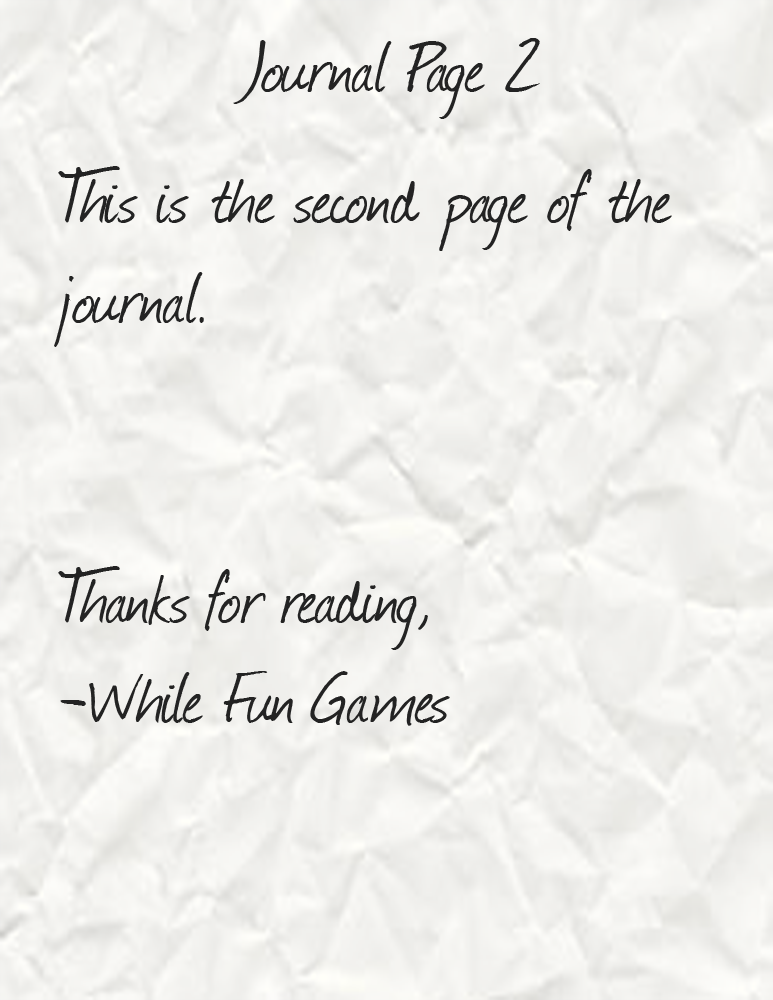 Journal Page 2
This is the second page of the
journal.
Thanks for reading,
-While Fun Games